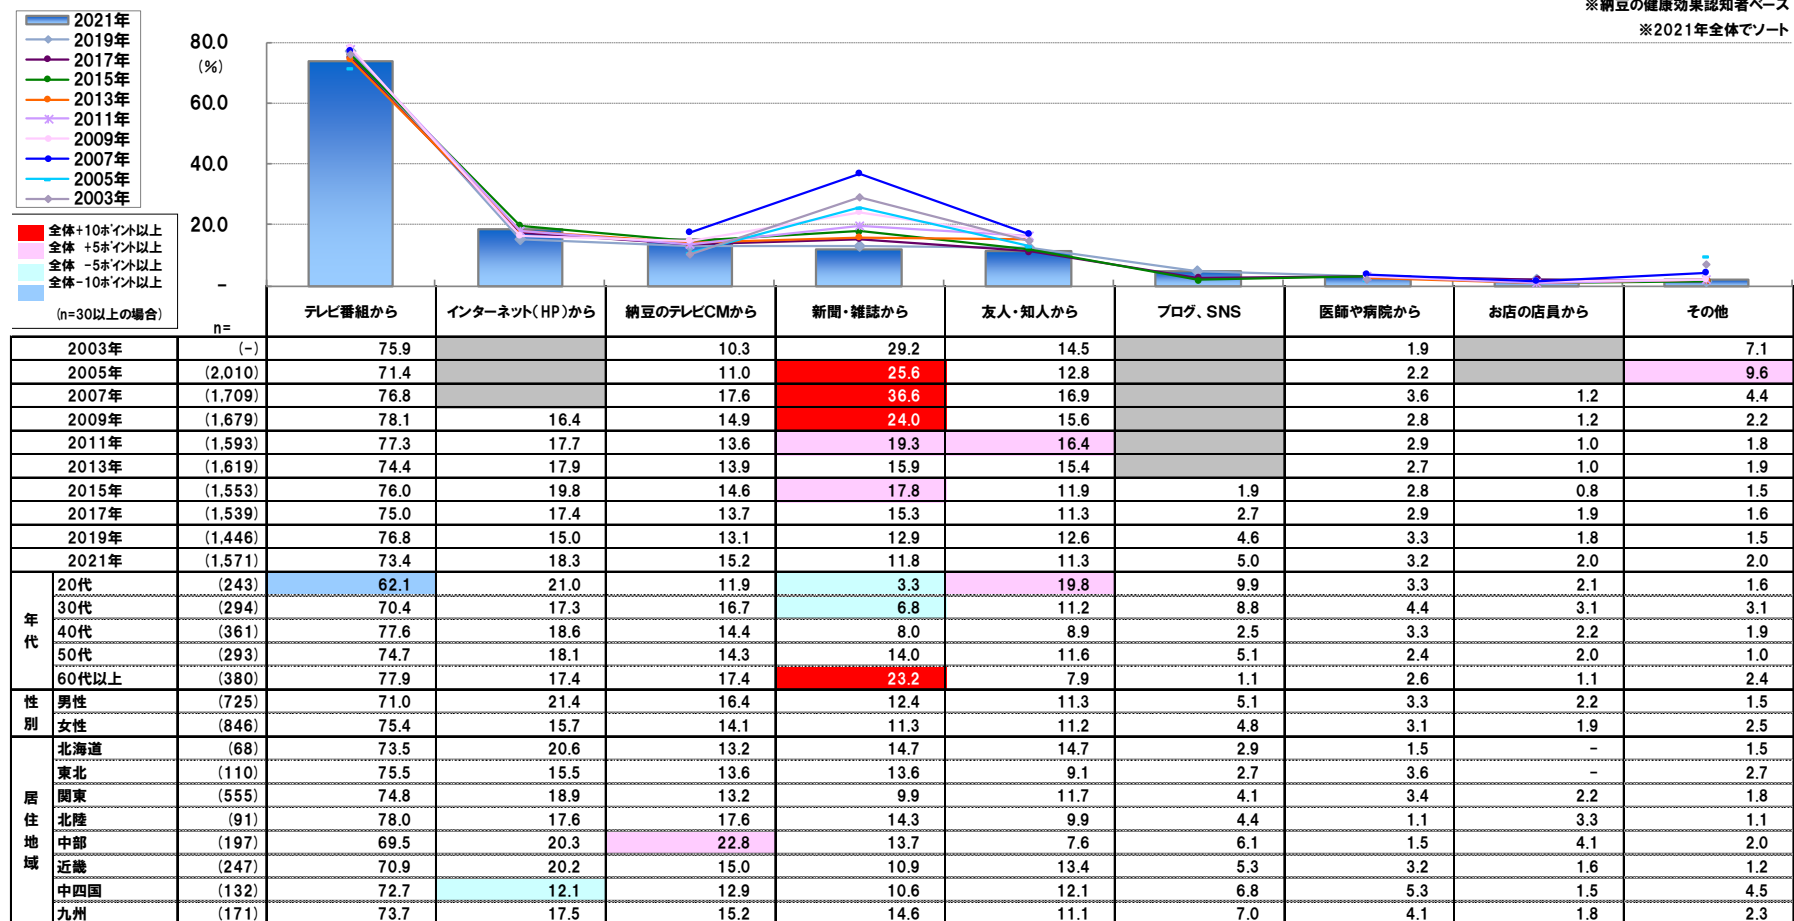 ※納豆の健康効果認知者ベース
※2021年全体でソート
2021年
2019年
2017年
2015年
2013年
2011年
2009年
2007年
2005年
2003年
80.0
(%)
60.0
40.0
20.0
-
全体+10ポイント以上
全体 +5ポイント以上
全体 -5ポイント以上
全体-10ポイント以上
(n=30以上の場合)
n= テレビ番組から インターネット(HP)から 納豆のテレビCMから 新聞・雑誌から 友人・知人から ブログ、SNS 医師や病院から お店の店員から その他
2003年 (-) 75.9 10.3 29.2 14.5 1.9 7.1
2005年 (2,010) 71.4 11.0 25.6 12.8 2.2 9.6
2007年 (1,709) 76.8 17.6 36.6 16.9 3.6 1.2 4.4
2009年 (1,679) 78.1 16.4 14.9 24.0 15.6 2.8 1.2 2.2
2011年 (1,593) 77.3 17.7 13.6 19.3 16.4 2.9 1.0 1.8
2013年 (1,619) 74.4 17.9 13.9 15.9 15.4 2.7 1.0 1.9
2015年 (1,553) 76.0 19.8 14.6 17.8 11.9 1.9 2.8 0.8 1.5
2017年 (1,539) 75.0 17.4 13.7 15.3 11.3 2.7 2.9 1.9 1.6
2019年 (1,446) 76.8 15.0 13.1 12.9 12.6 4.6 3.3 1.8 1.5
2021年 (1,571) 73.4 18.3 15.2 11.8 11.3 5.0 3.2 2.0 2.0
年代
20代 (243) 62.1 21.0 11.9 3.3 19.8 9.9 3.3 2.1 1.6
30代 (294) 70.4 17.3 16.7 6.8 11.2 8.8 4.4 3.1 3.1
40代 (361) 77.6 18.6 14.4 8.0 8.9 2.5 3.3 2.2 1.9
50代 (293) 74.7 18.1 14.3 14.0 11.6 5.1 2.4 2.0 1.0
60代以上 (380) 77.9 17.4 17.4 23.2 7.9 1.1 2.6 1.1 2.4
性別
男性 (725) 71.0 21.4 16.4 12.4 11.3 5.1 3.3 2.2 1.5
女性 (846) 75.4 15.7 14.1 11.3 11.2 4.8 3.1 1.9 2.5
居住地域
北海道 (68) 73.5 20.6 13.2 14.7 14.7 2.9 1.5 - 1.5
東北 (110) 75.5 15.5 13.6 13.6 9.1 2.7 3.6 - 2.7
関東 (555) 74.8 18.9 13.2 9.9 11.7 4.1 3.4 2.2 1.8
北陸 (91) 78.0 17.6 17.6 14.3 9.9 4.4 1.1 3.3 1.1
中部 (197) 69.5 20.3 22.8 13.7 7.6 6.1 1.5 4.1 2.0
近畿 (247) 70.9 20.2 15.0 10.9 13.4 5.3 3.2 1.6 1.2
中四国 (132) 72.7 12.1 12.9 10.6 12.1 6.8 5.3 1.5 4.5
九州 (171) 73.7 17.5 15.2 14.6 11.1 7.0 4.1 1.8 2.3